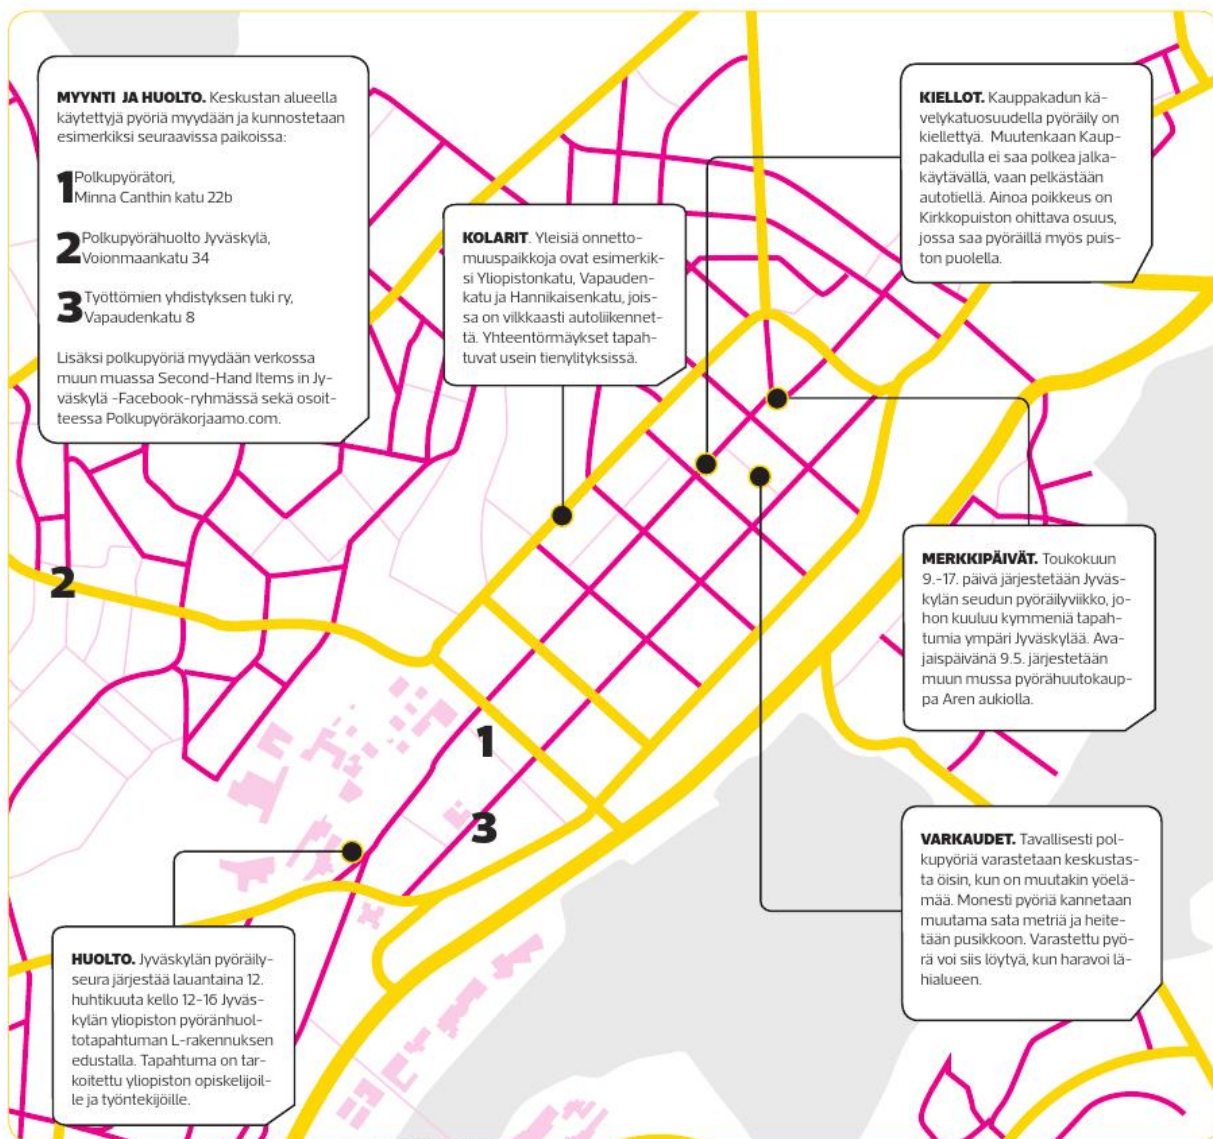 MYYNTI JA HUOLTO. Keskustan alueella
käytettyjä pyöriä myydään ja kunnostetaan
esimerkiksi seuraavissa paikoissa:
1 Polkupyörätori,
Minna Canthin katu 22b
2 Polkupyörähuolto Jyväskylä,
Voionmaankatu 34
3 Työttömien yhdistyksen tuki ry,
Vapaudenkatu 8
Lisäksi polkupyöriä myydään verkossa
muun muassa Second-Hand Items in Jy-
väskylä -Facebook-ryhmässä sekä osoit-
teessa Polkupyöräkorjaamo.com.
KOLARIT. Yleisiä onnetto-
muuspaikkoja ovat esimerkik-
si Yliopistonkatu, Vapauden-
katu ja Hannikaisenkatu, jois-
sa on vilkkaasti autoliikennet-
tä. Yhteentörmäykset tapah-
tuvat usein tienylityksissä.
KIELLOT. Kauppakadun kä-
velykatuosuudella pyöräily on
kiellettyä. Muutenkaan Kaup-
pakadulla ei saa polkea jalka-
käytävällä, vaan pelkästään
autotiellä. Ainoa poikkeus on
Kirkkopuiston ohittava osuus,
jossa saa pyöräillä myös puis-
ton puolella.
MERKKIPÄIVÄT. Toukokuun
9.-17. päivä järjestetään Jyväs-
kylän seudun pyöräilyviikko, jo-
hon kuuluu kymmeniä tapah-
tumia ympäri Jyväskylää. Ava-
jaispäivänä 9.5. järjestetään
muun mussa pyörähuutokaup-
pa Aren aukiolla.
2
1
3
VARKAUDET. Tavallisesti pol-
kupyöriä varastetaan keskustas-
ta öisin, kun on muutakin yöelä-
mää. Monesti pyöriä kannetaan
muutama sata metriä ja heite-
tään pusikkoon. Varastettu pyö-
rä voi siis löytyä, kun haravoi lä-
hialueen.
HUOLTO. Jyväskylän pyöräily-
seura järjestää lauantaina 12.
huhtikuuta kello 12-16 Jyväs-
kylän yliopiston pyöränhuol-
totapahtuman L-rakennuksen
edustalla. Tapahtuma on tar-
koitettu yliopiston opiskelijoil-
le ja työntekijöille.